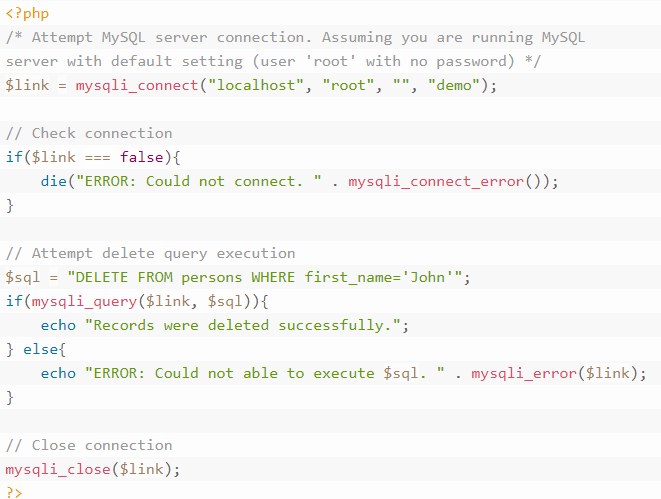 <?php
/* Attempt MySQL server connection. Assuming you are running MySQL
server with default setting (user 'root' with no password) */
$link = mysqli_connect("localhost", "root", "", "demo");

// Check connection
if($link === false){
    die("ERROR: Could not connect. " . mysqli_connect_error());
}

// Attempt delete query execution
$sql = "DELETE FROM persons WHERE first_name='John'";
if(mysqli_query($link, $sql)){
    echo "Records were deleted successfully.";
} else{
    echo "ERROR: Could not able to execute $sql. " . mysqli_error($link);
}

// Close connection
mysqli_close($link);
?>